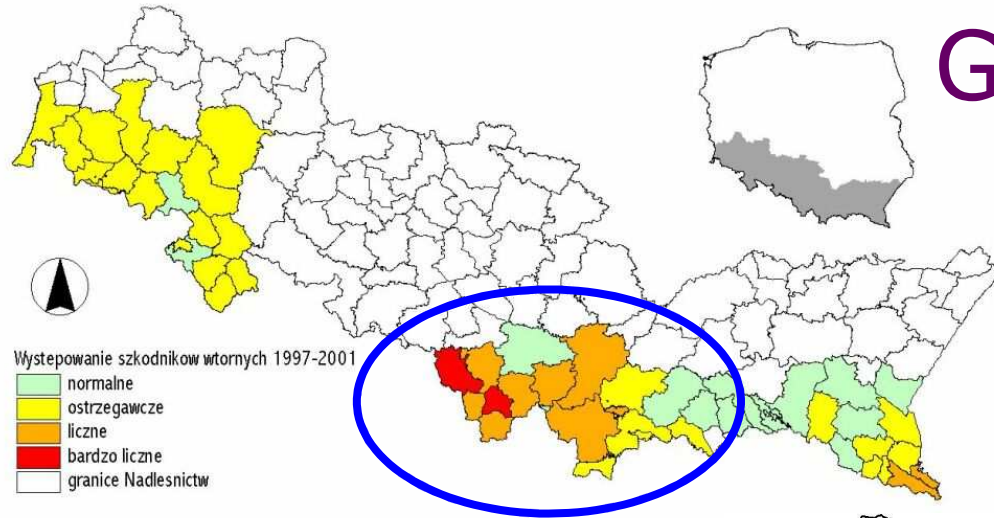 G
Wystepowanie szkodnikow wtornych 1997-2001
normalne
ostrzegawcze
liczne
bardzo liczne
granice Nadlesnictw